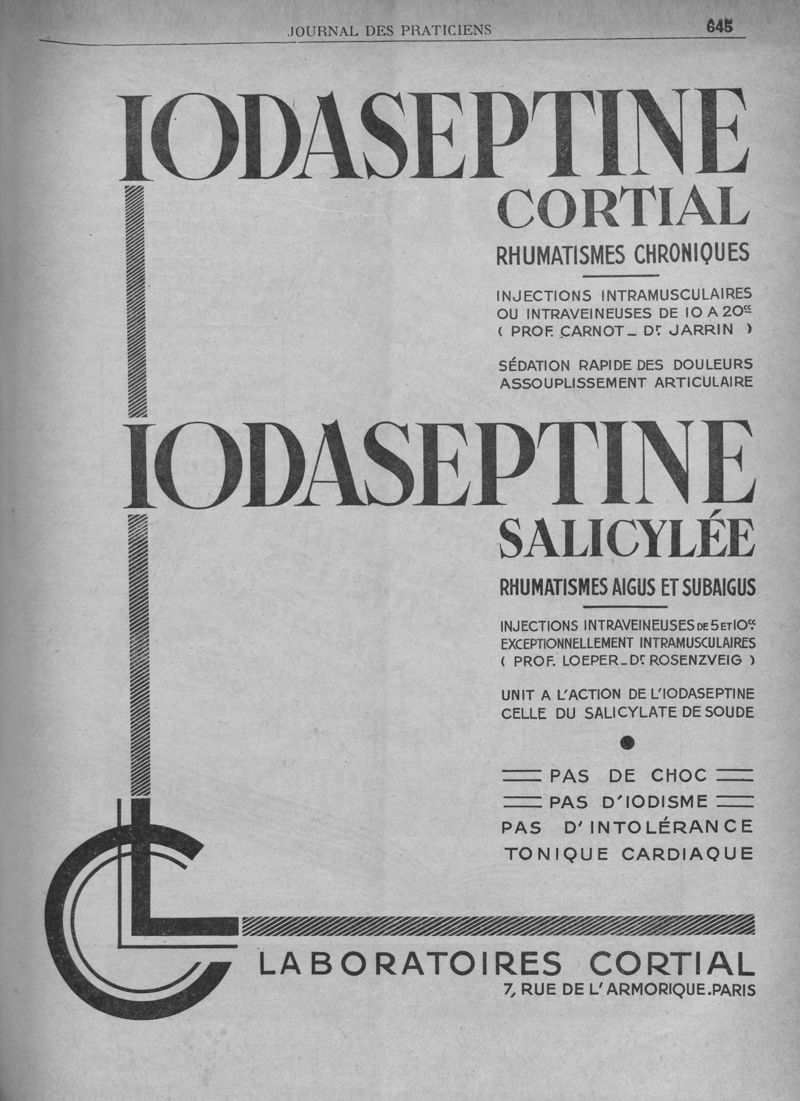 JOURNAL DES PRATICIENS 645
IODASEPTINE
CORTIAL
RHUMATISMES CHRONIQUES
INJECTIONS INTRAMUSCULAIRES
OU INTRAVEINEUSES DE 10 A 20cc
( PROF. CARNOT _ Dr. JARRIN )
SÉDATION RAPIDE DES DOULEURS
ASSOUPLISSEMENT ARTICULAIRE
IODASEPTINE
SALICYLÉE
RHUMATISMES AIGUS ET SUBAIGUS
INJECTIONS INTRAVEINEUSES DE 5 ET 10cc.
EXCEPTIONNELLEMENT INTRAMUSCULAIRES
( PROF. LOEPER _ Dr. ROSENZVEIG )
UNIT A L'ACTION DE L'IODASEPTINE
CELLE DU SALICYLATE DE SOUDE
PAS DE CHOC
PAS D'IODISME
PAS D'INTOLÉRANCE
TONIQUE CARDIAQUE
CL
LABORATOIRES CORTIAL
7, RUE DE L'ARMORIQUE.PARIS